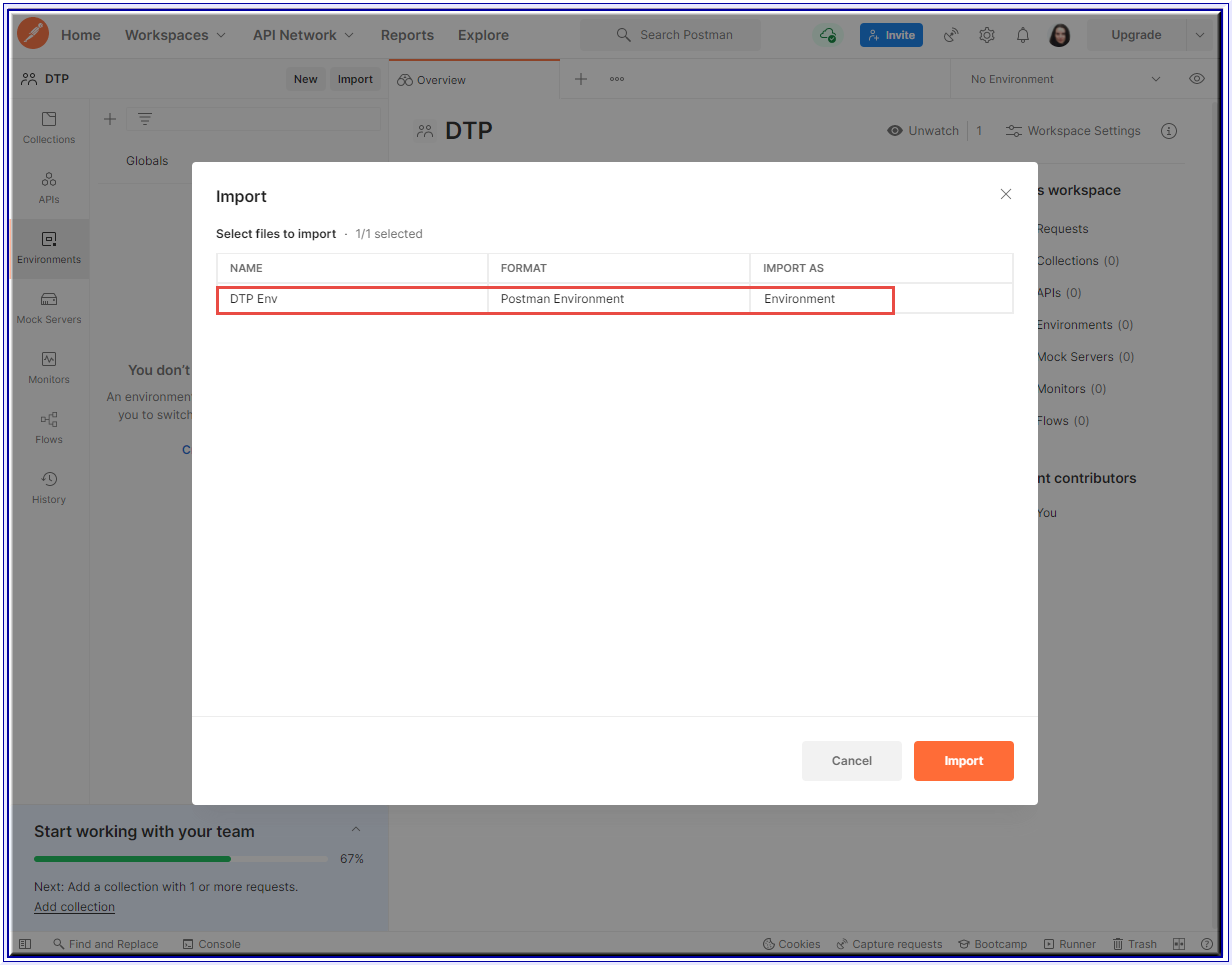 Home Workspaces API Network Reports Explore Search Postman Invite Upgrade
DTP New Import Overview No Environment
Collections
DTP Unwatch 1 Workspace Settings
Globals
APIs
Environments
Mock Servers
Monitors
Flows
History
You don't
An environment
you to switch
C
Import
Select files to import · 1/1 selected
NAME FORMAT IMPORT AS
DTP Env Postman Environment Environment
Cancel Import
s workspace
Requests
Collections (0)
APIs (0)
Environments (0)
Mock Servers (0)
Monitors (0)
Flows (0)
nt contributors
You
Start working with your team
67%
Next: Add a collection with 1 or more requests.
Add collection
Find and Replace Console Cookies Capture requests Bootcamp Runner Trash